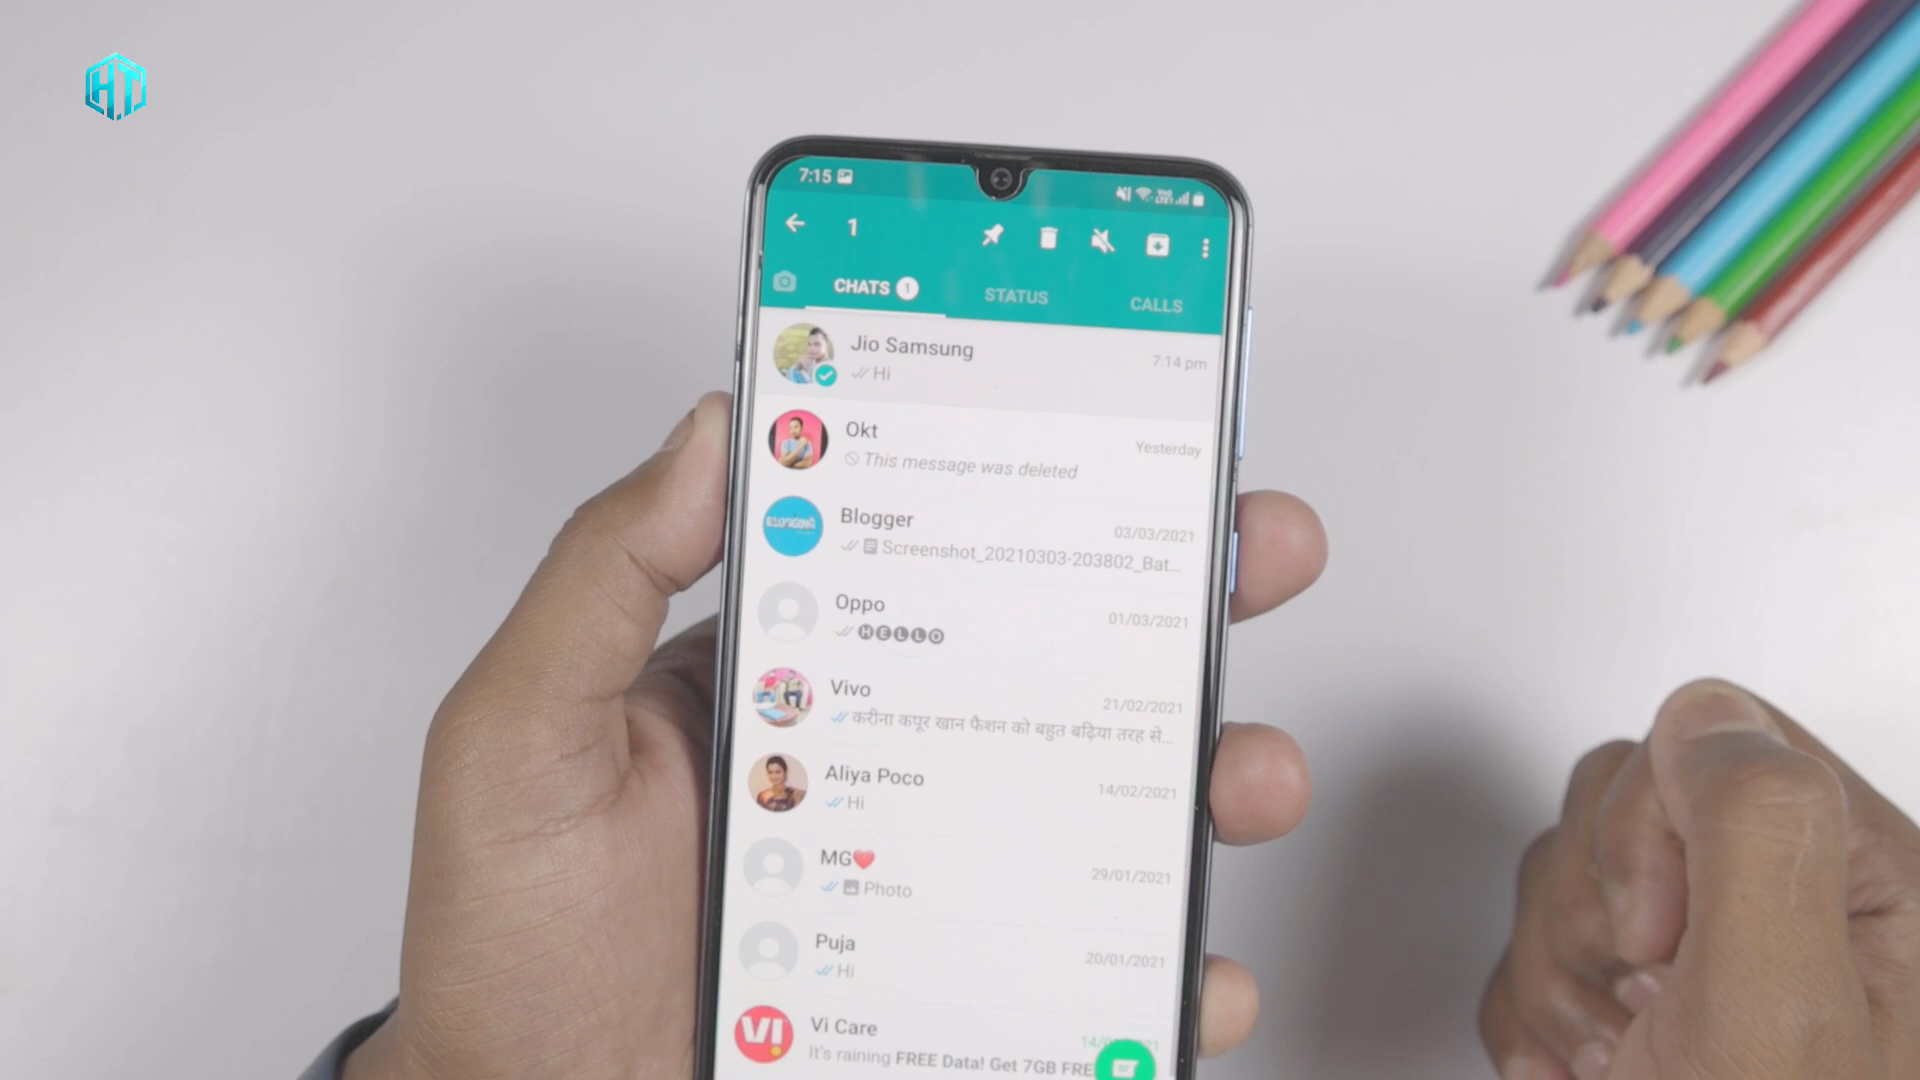 HT
7:15
1
CHATS 1
STATUS
CALLS
Jio Samsung
7:14 pm
Hi
Okt
Yesterday
This message was deleted
Blogger
03/03/2021
Screenshot_20210303-203802_Bat...
Oppo
01/03/2021
🅗🅔🅛🅛🅞
Vivo
21/02/2021
करीना कपूर खान फैशन को बहुत बढ़िया तरह से...
Aliya Poco
14/02/2021
Hi
MG❤️
29/01/2021
Photo
Puja
20/01/2021
Hi
VI
Vi Care
It's raining FREE Data! Get 7GB FRE